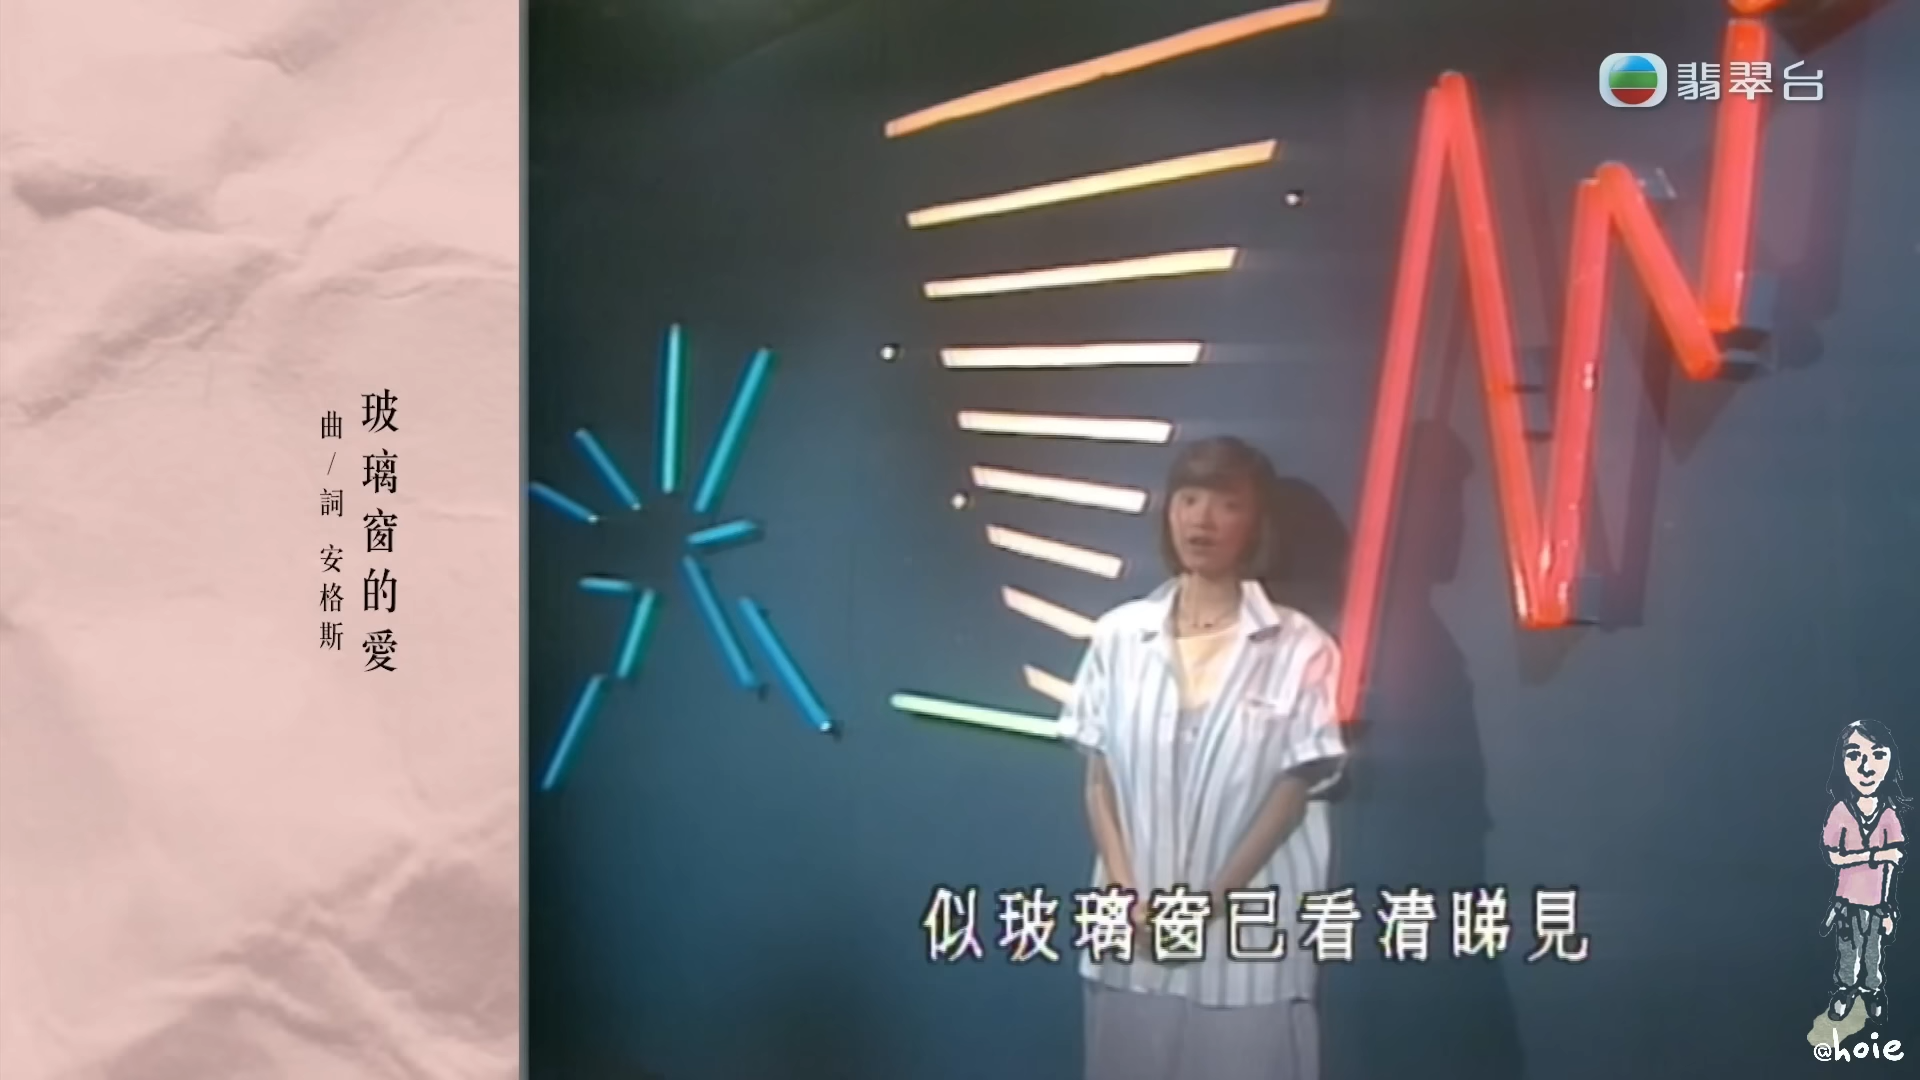 玻璃窗的愛
曲/詞 安格斯
翡翠台
似玻璃窗已看清睇見
@hoie